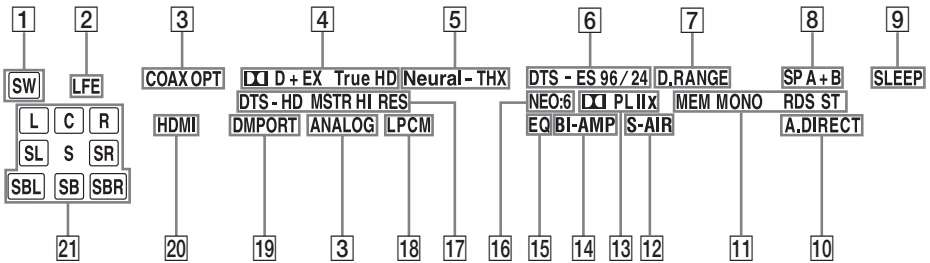 1 2 3 4 5 6 7 8 9
SW LFE COAX OPT D + EX True HD Neural - THX DTS - ES 96 / 24 D.RANGE SP A + B SLEEP
DTS - HD MSTR HI RES NEO:6 PL II x MEM MONO RDS ST
L C R HDMI DMPORT ANALOG LPCM EQ BI-AMP S-AIR A.DIRECT
SL S SR
SBL SB SBR
21 20 19 3 18 17 16 15 14 13 12 11 10